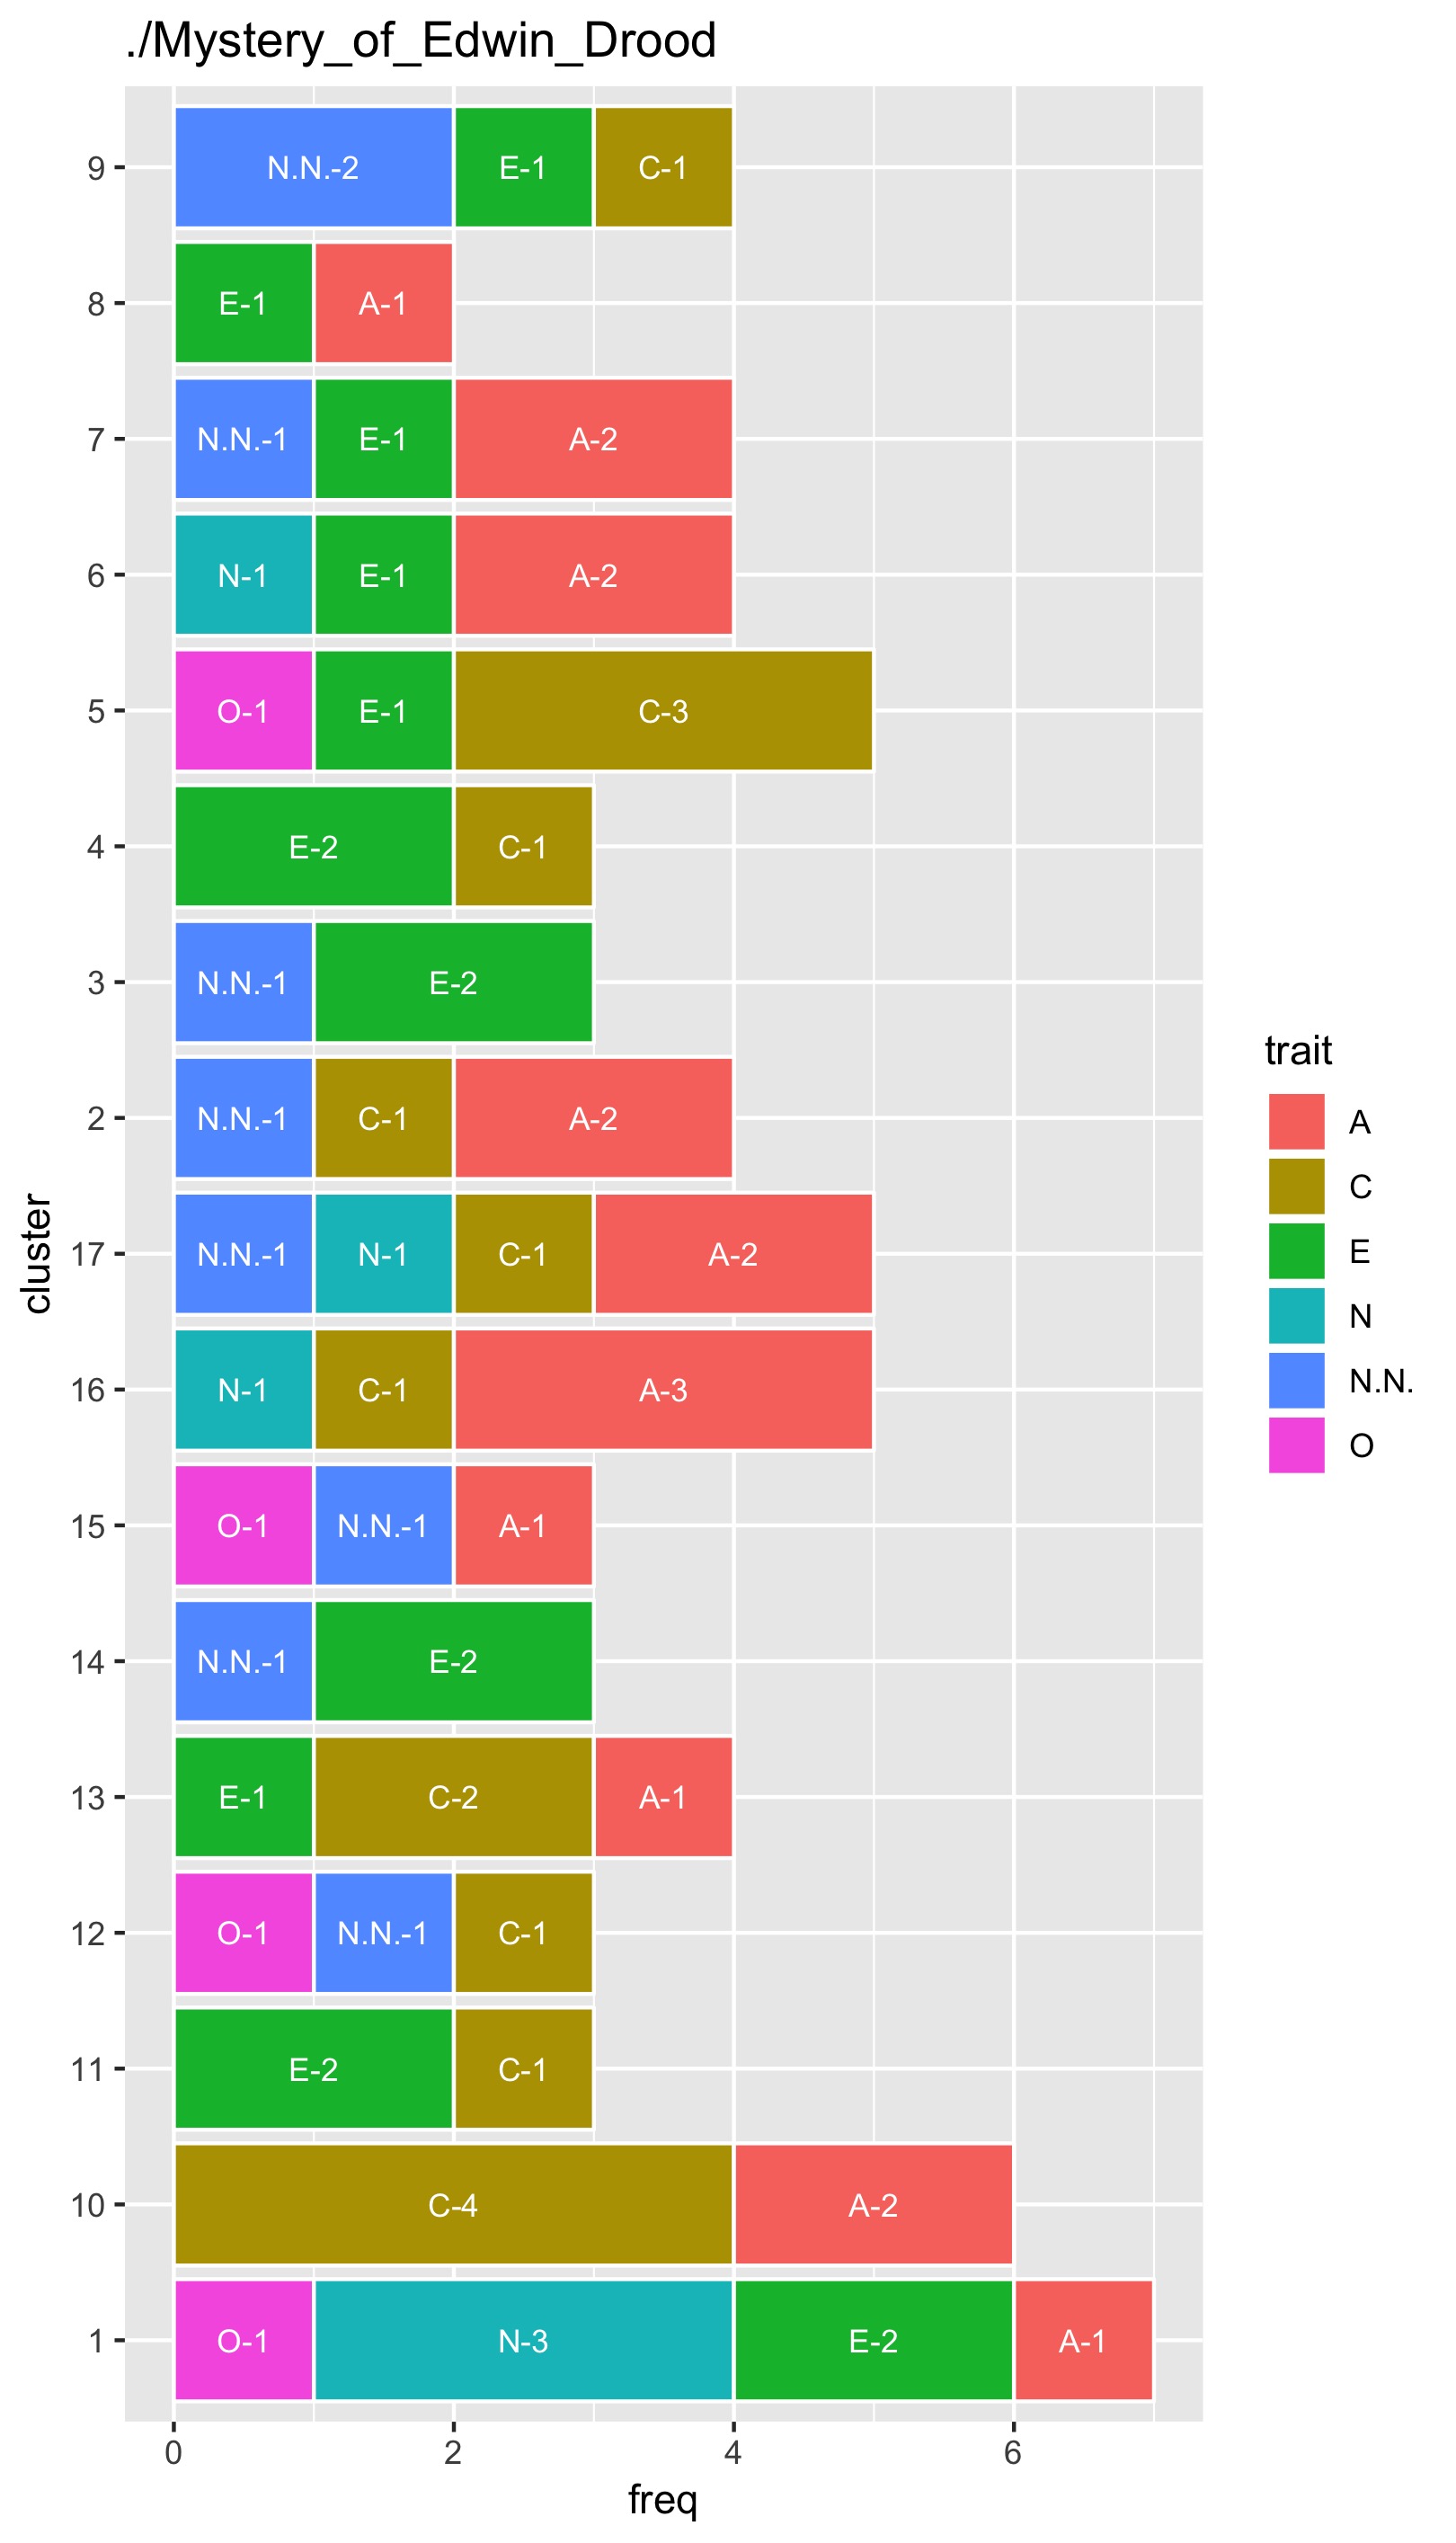 ./Mystery_of_Edwin_Drood
9 N.N.-2 E-1 C-1
8 E-1 A-1
7 N.N.-1 E-1 A-2
6 N-1 E-1 A-2
5 O-1 E-1 C-3
4 E-2 C-1
3 N.N.-1 E-2
2 N.N.-1 C-1 A-2
17 N.N.-1 N-1 C-1 A-2
16 N-1 C-1 A-3
15 O-1 N.N.-1 A-1
14 N.N.-1 E-2
13 E-1 C-2 A-1
12 O-1 N.N.-1 C-1
11 E-2 C-1
10 C-4 A-2
1 O-1 N-3 E-2 A-1
0 2 4 6
freq
cluster
trait
A
C
E
N
N.N.
O